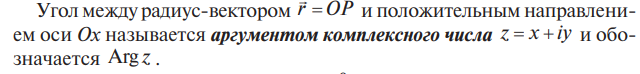 Угол между радиус-вектором r⃗ = OP и положительным направлени-
ем оси Ox называется аргументом комплексного числа z = x + iy и обо-
значается Arg z .